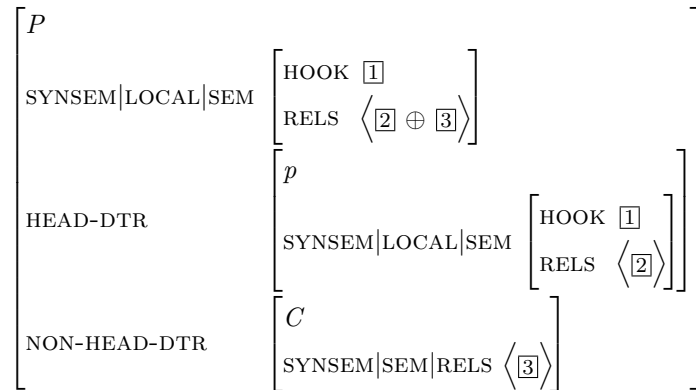 P
SYNSEM|LOCAL|SEM
HOOK 1
RELS ⟨2 ⊕ 3⟩
HEAD-DTR
p
SYNSEM|LOCAL|SEM
HOOK 1
RELS ⟨2⟩
NON-HEAD-DTR
C
SYNSEM|SEM|RELS ⟨3⟩